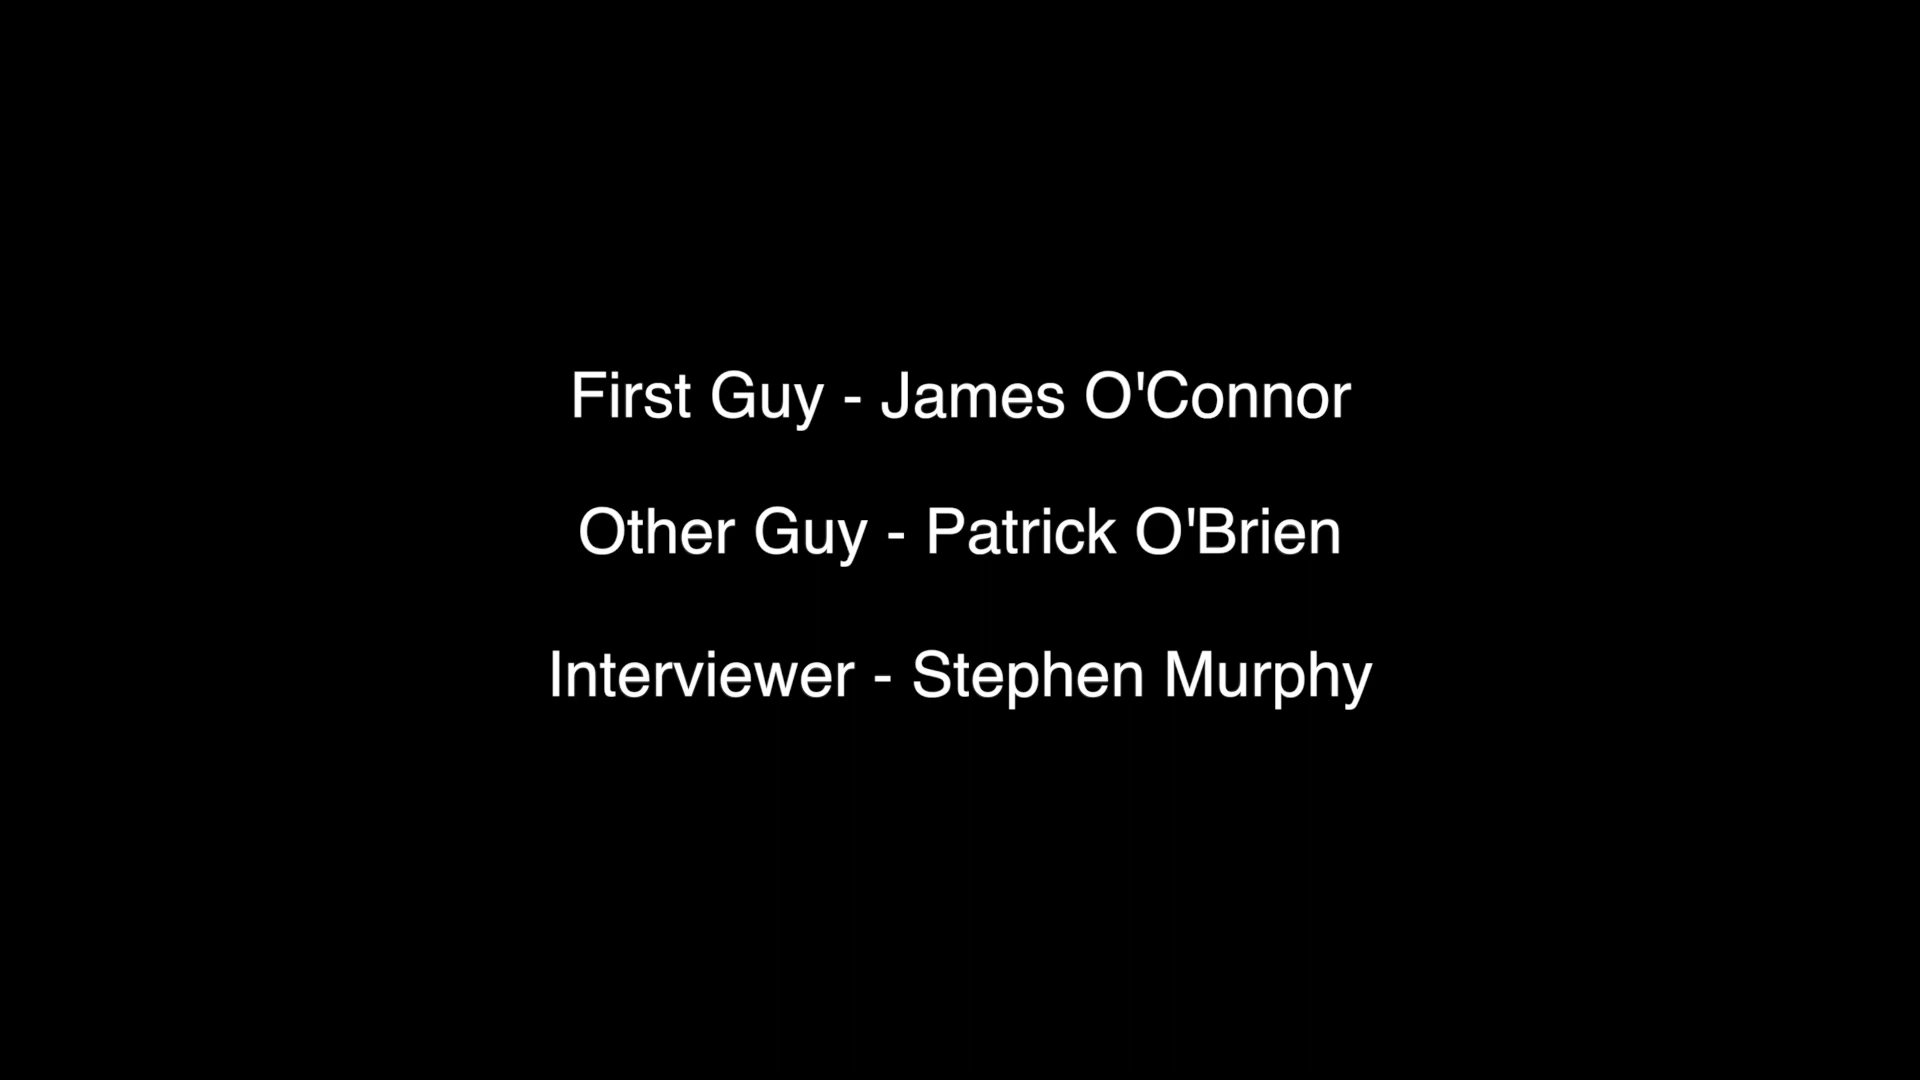 First Guy - James O'Connor
Other Guy - Patrick O'Brien
Interviewer - Stephen Murphy